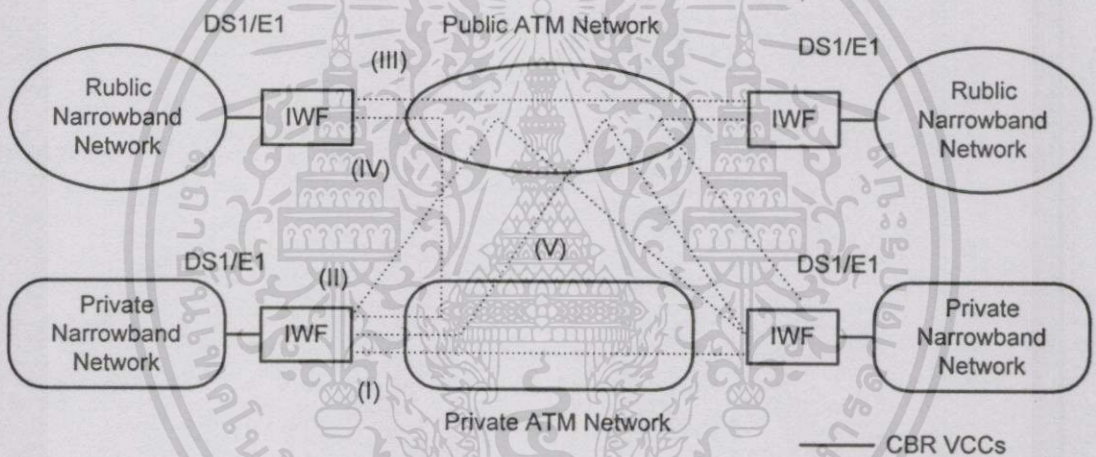 DS1/E1
Public ATM Network
DS1/E1
Rublic
Narrowband
Network
IWF
(III)
IWF
Rublic
Narrowband
Network
(IV)
DS1/E1
(II)
(V)
DS1/E1
Private
Narrowband
Network
IWF
IWF
Private
Narrowband
Network
(I)
Private ATM Network
CBR VCCs